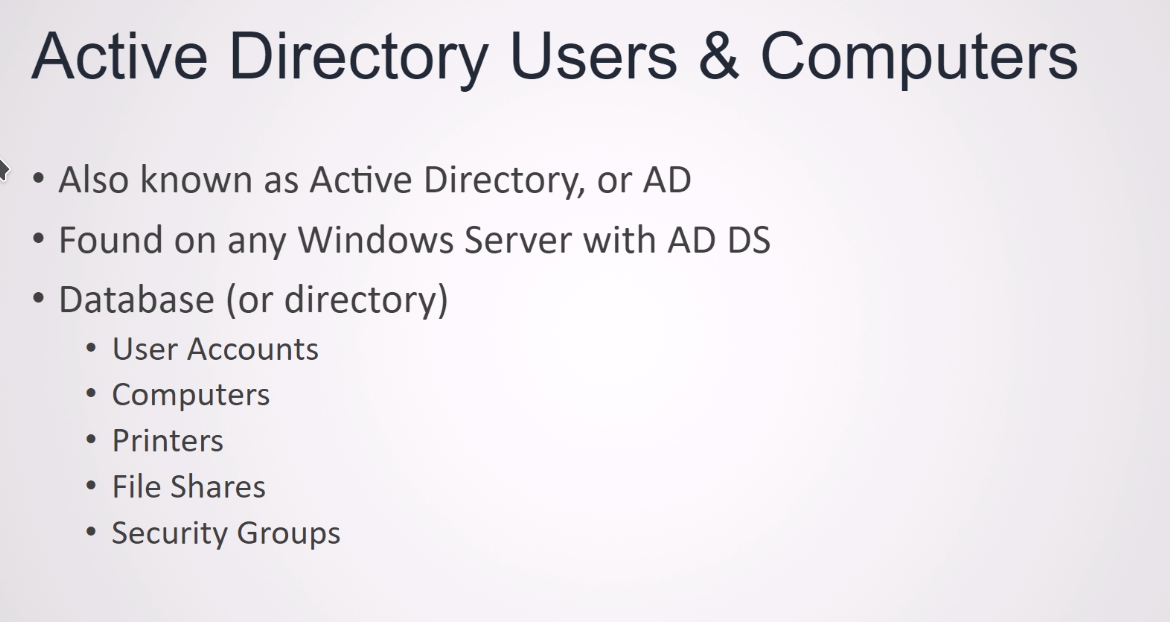 Active Directory Users & Computers
• Also known as Active Directory, or AD
• Found on any Windows Server with AD DS
• Database (or directory)
• User Accounts
• Computers
• Printers
• File Shares
• Security Groups